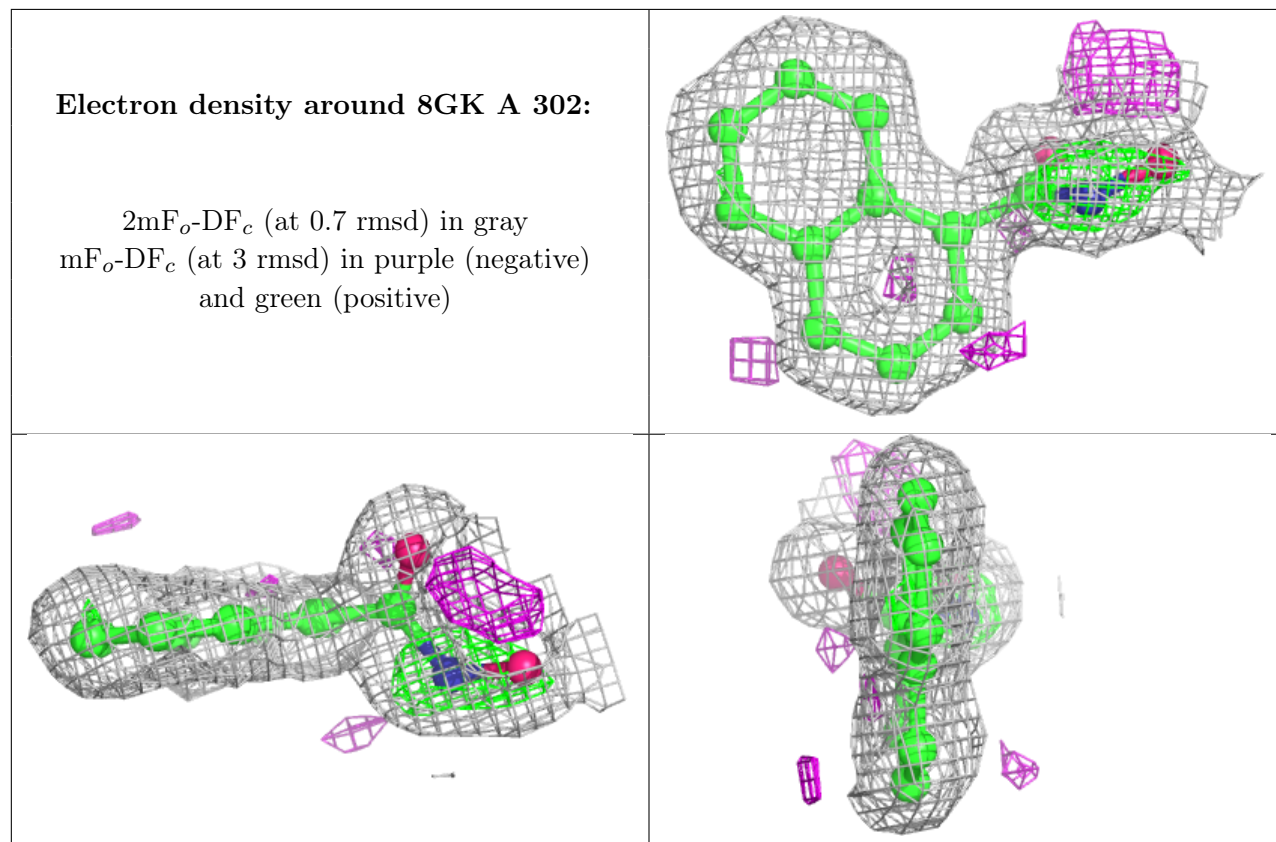 Electron density around 8GK A 302:
2mFo-DFc (at 0.7 rmsd) in gray
mFo-DFc (at 3 rmsd) in purple (negative)
and green (positive)